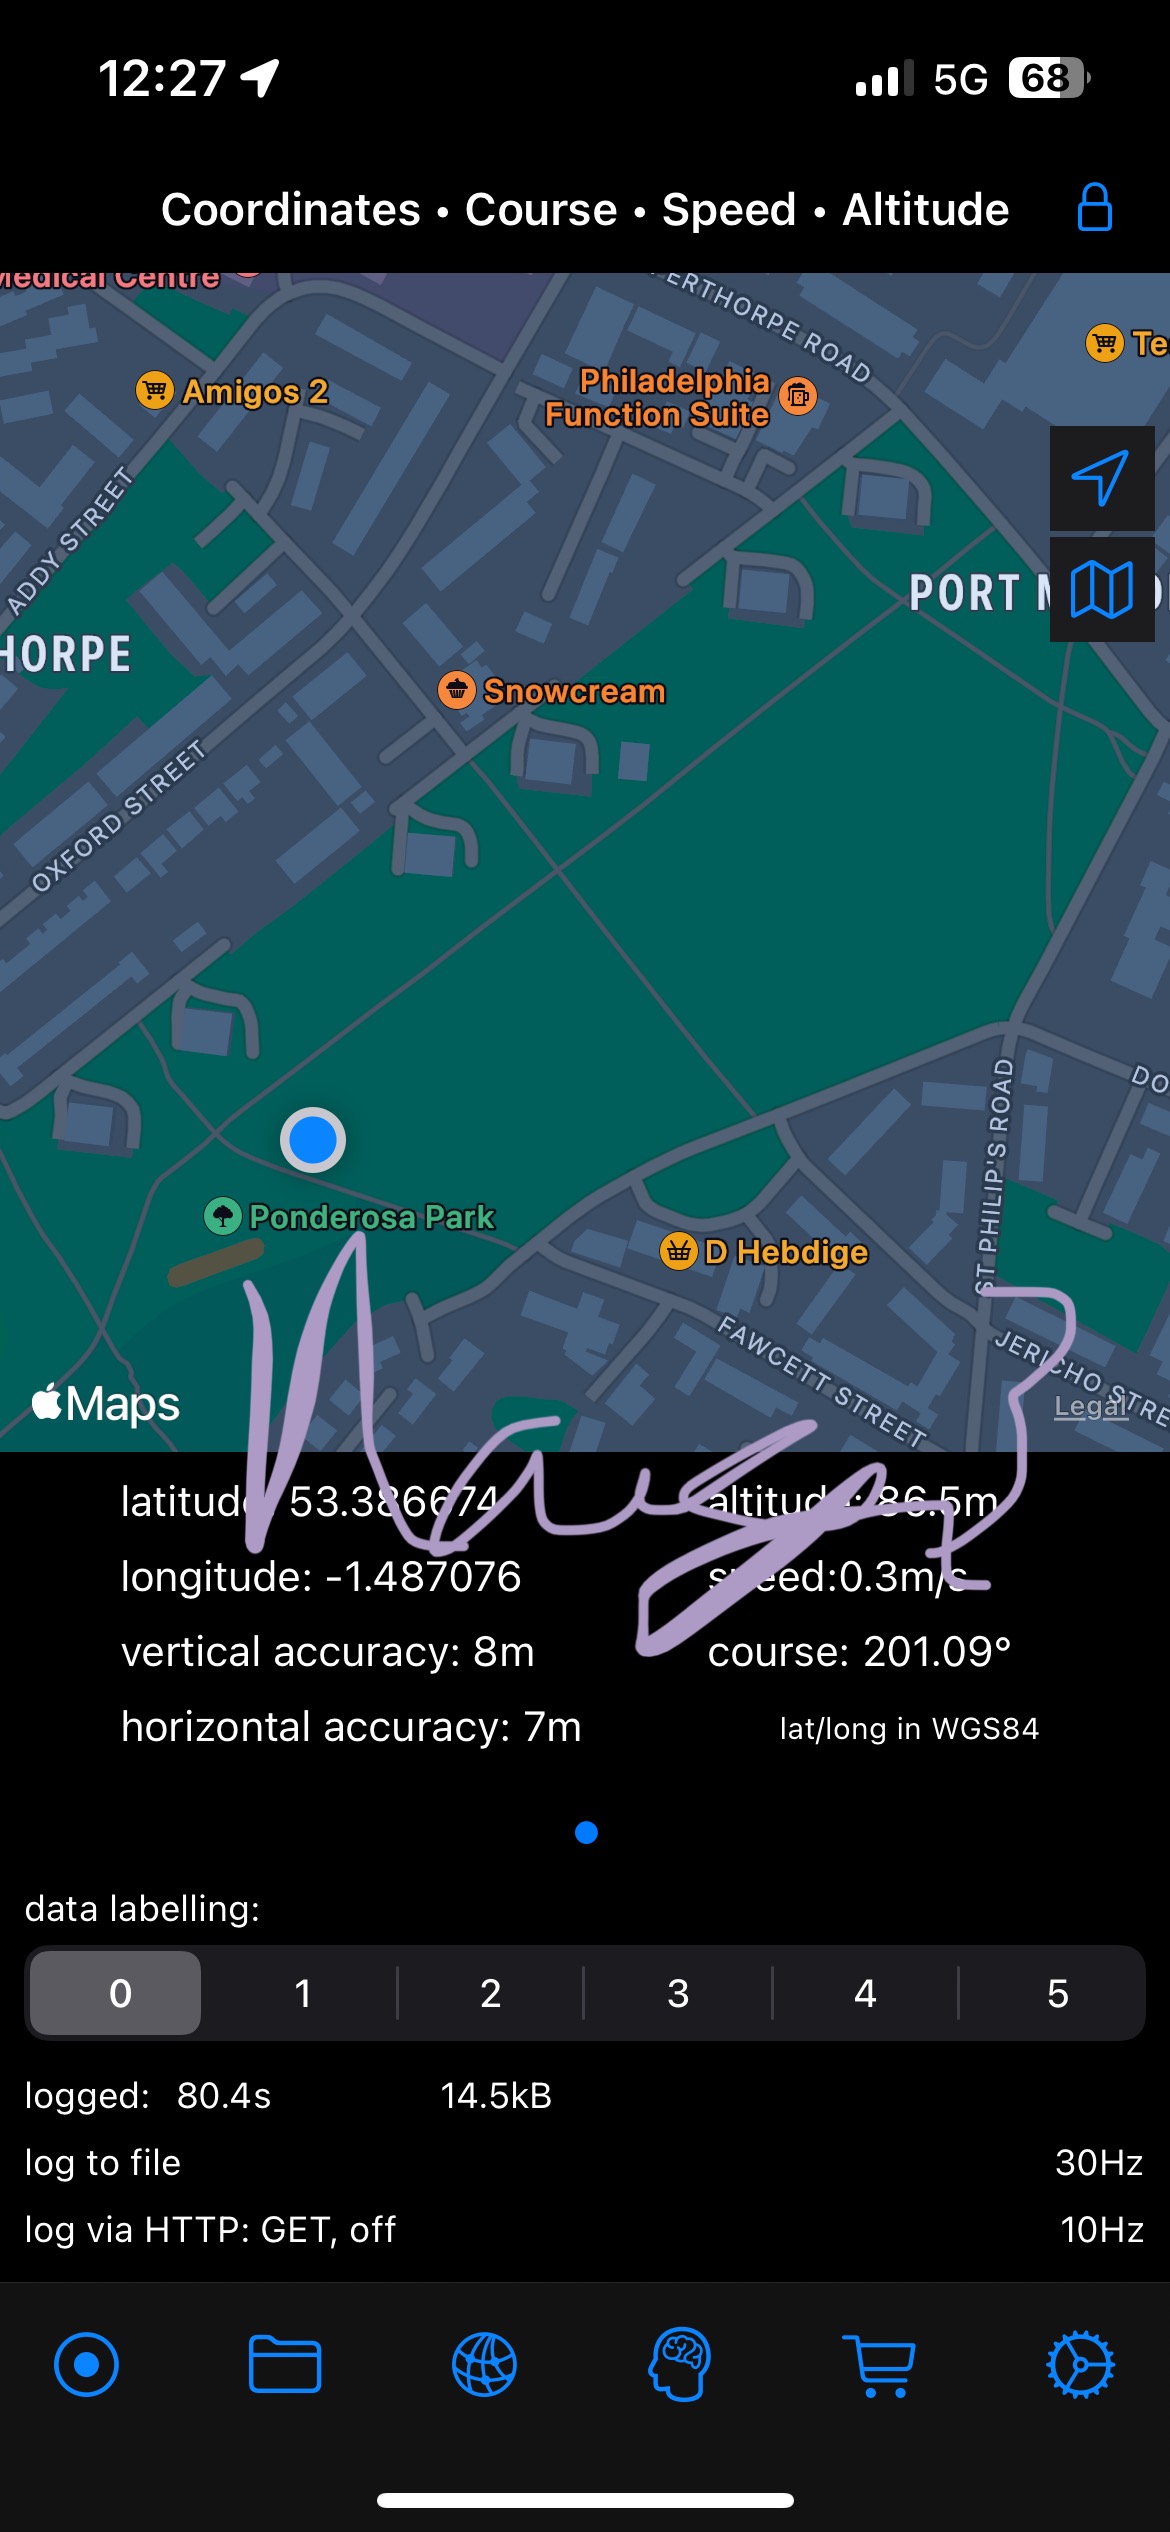 12:27 5G 68
Coordinates • Course • Speed • Altitude
Medical Centre
ERTHORPE ROAD
Te
Amigos 2
Philadelphia
Function Suite
ADDY STREET
PORT
HORPE
Snowcream
OXFORD STREET
ST PHILIP'S ROAD
DO
Ponderosa Park
D Hebdige
FAWCETT STREET
JERICHO STRE
Maps
Legal
latitude: 53.386674 altitude: 86.5m
longitude: -1.487076 speed:0.3m/s
vertical accuracy: 8m course: 201.09°
horizontal accuracy: 7m lat/long in WGS84
data labelling:
0 1 2 3 4 5
logged: 80.4s 14.5kB
log to file 30Hz
log via HTTP: GET, off 10Hz